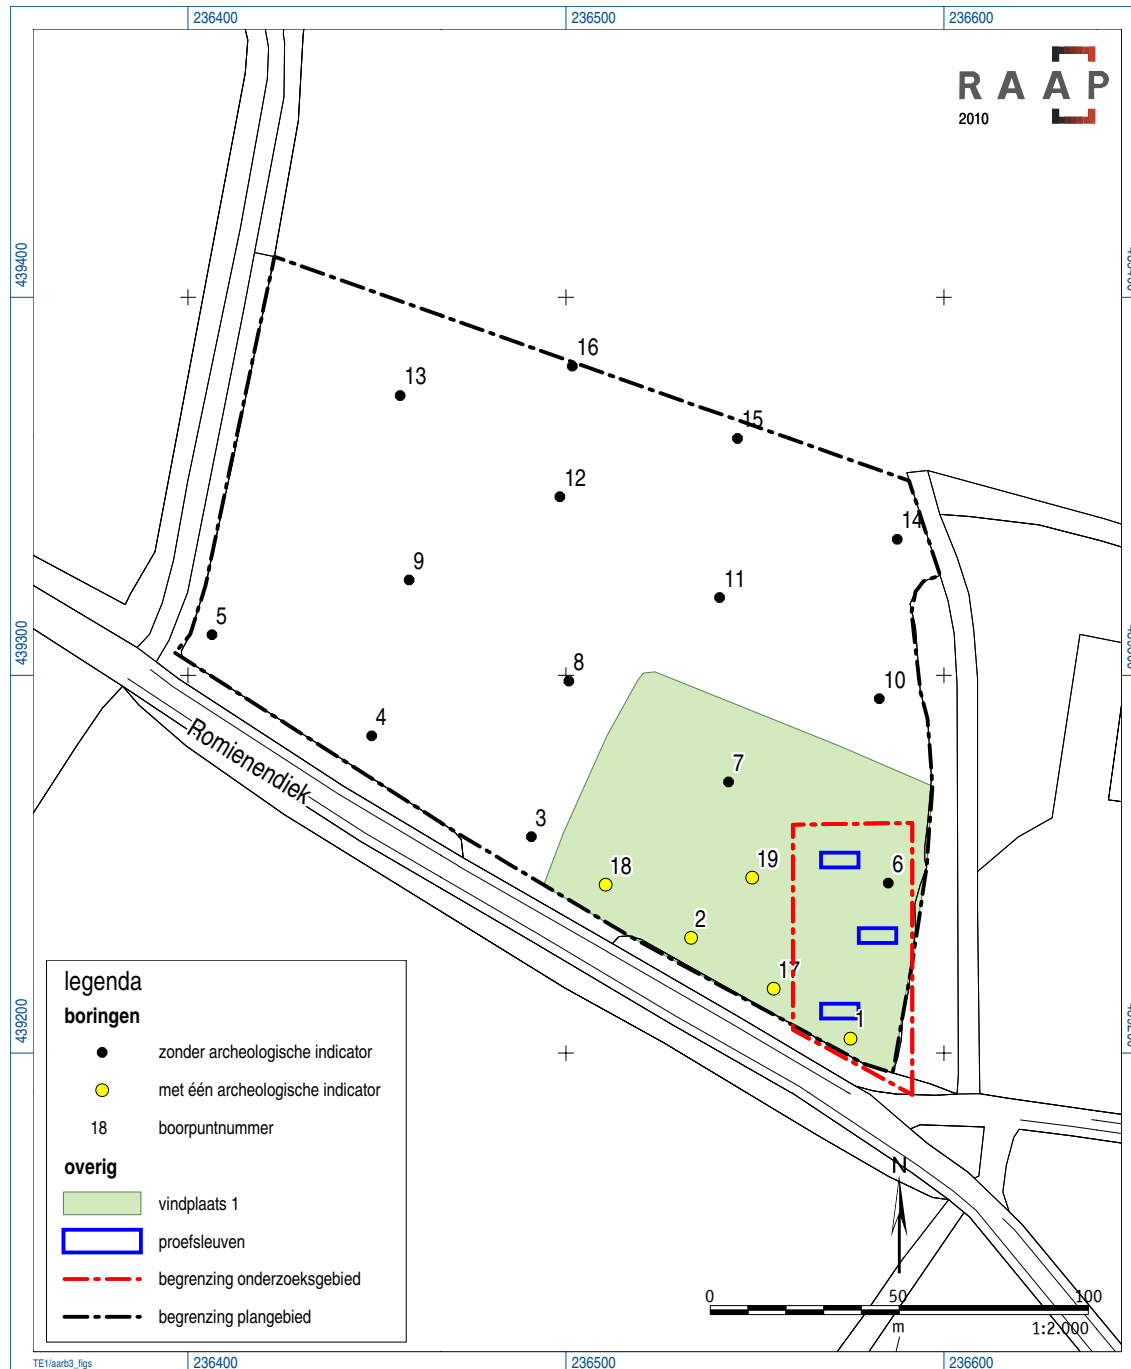 236400
236500
236600
RAAP
2010
439400
439400
16
13
15
12
14
9
11
5
439300
439300
8
10
4
Romienendiek
7
3
18
19
6
2
17
1
439200
439200
legenda
boringen
zonder archeologische indicator
met één archeologische indicator
18 boorpuntnummer
overig
vindplaats 1
proefsleuven
begrenzing onderzoeksgebied
begrenzing plangebied
N
0 50 100
m 1:2.000
TE1/aarb3_figs
236400
236500
236600